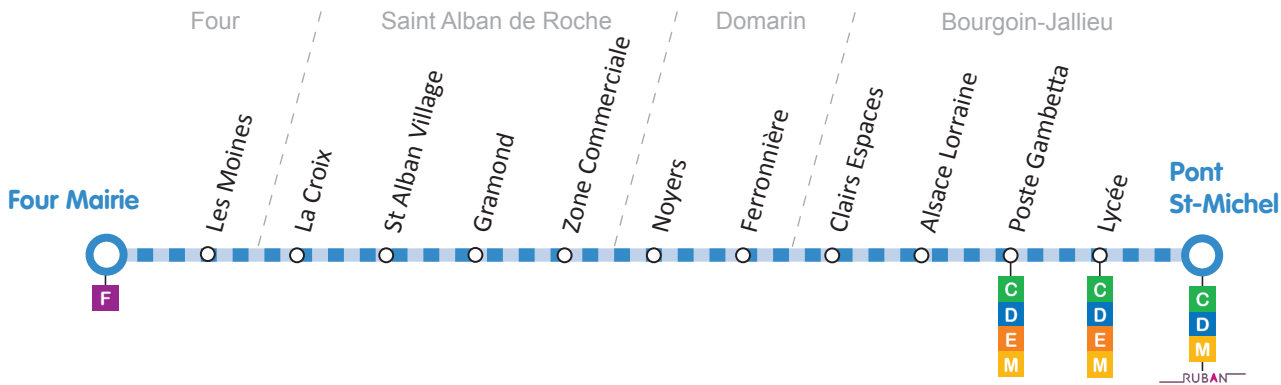 Four
Saint Alban de Roche
Domarin
Bourgoin-Jallieu
Four Mairie
Les Moines
La Croix
St Alban Village
Gramond
Zone Commerciale
Noyers
Ferronnière
Clairs Espaces
Alsace Lorraine
Poste Gambetta
Lycée
Pont
St-Michel
F
C
D
E
M
C
D
E
M
C
D
M
RUBAN